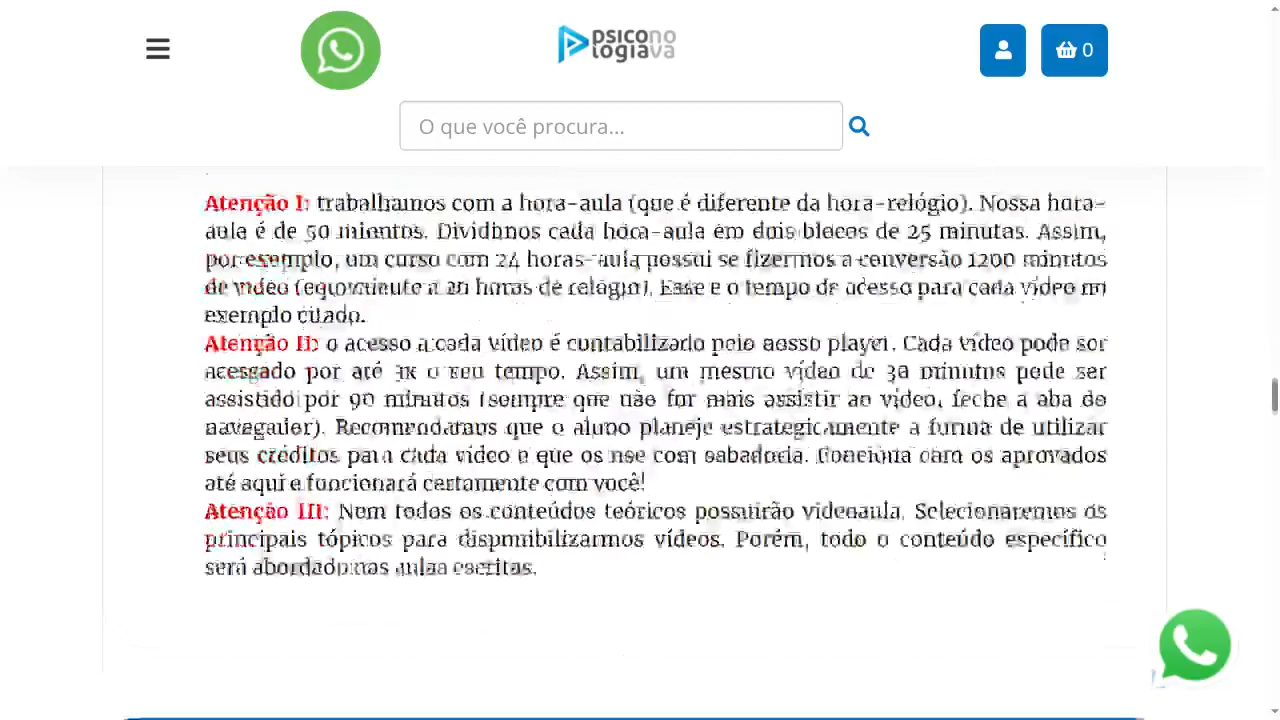 psicono
logiava
0
O que você procura...
Atenção I: trabalhamos com a hora-aula (que é diferente da hora-relógio). Nossa hora-
aula é de 50 minutos. Dividimos cada hora-aula em dois blocos de 25 minutos. Assim,
por exemplo, um curso com 24 horas-aula possui se fizermos a conversão 1200 minutos
de vídeo (equivalente a 20 horas de relógio). Esse é o tempo de acesso para cada vídeo no
exemplo citado.
Atenção II: o acesso a cada vídeo é contabilizado pelo nosso player. Cada vídeo pode ser
acessado por até 3x o seu tempo. Assim, um mesmo vídeo de 30 minutos pode ser
assistido por 90 minutos (sempre que não for mais assistir ao vídeo, feche a aba do
navegador). Recomendamos que o aluno planeje estrategicamente a forma de utilizar
seus créditos para cada vídeo e que os use com sabedoria. Funciona com os aprovados
até aqui e funcionará certamente com você!
Atenção III: Nem todos os conteúdos teóricos possuirão videoaula. Selecionaremos os
principais tópicos para disponibilizarmos vídeos. Porém, todo o conteúdo específico
será abordado nas aulas escritas.